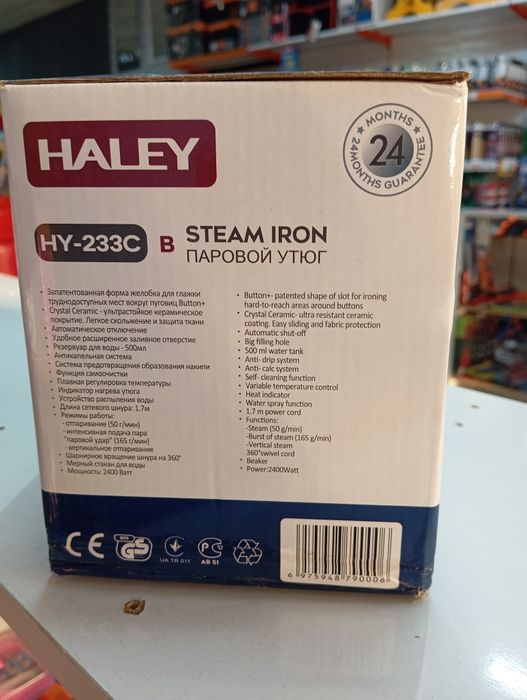 HALEY
MONTHS
24
24MONTHS GUARANTEE
HY-233C B STEAM IRON
ПАРОВОЙ УТЮГ
• Запатентованная форма желобка для глажки
труднодоступных мест вокруг пуговиц Button+
• Crystal Ceramic - ультрастойкое керамическое
покрытие. Легкое скольжение и защита ткани
• Автоматическое отключение
• Удобное расширенное заливное отверстие
• Резервуар для воды - 500мл
• Антикапельная система
• Система предотвращения образования накипи
• Функция самоочистки
• Плавная регулировка температуры
• Индикатор нагрева утюга
• Устройство распыления воды
• Длина сетевого шнура: 1,7м
• Режимы работы:
-отпаривание (50 г/мин)
-интенсивная подача пара
"паровой удар" (165 г/мин)
-вертикальное отпаривание
• Шарнирное вращение шнура на 360°
• Мерный стакан для воды
• Мощность: 2400 Ватт
• Button+- patented shape of slot for ironing
hard-to-reach areas around buttons
• Crystal Ceramic- ultra resistant ceramic
coating. Easy sliding and fabric protection
• Automatic shut-off
• Big filling hole
• 500 ml water tank
• Anti- drip system
• Anti- calc system
• Self- cleaning function
• Variable temperature control
• Heat indicator
• Water spray function
• 1.7 m power cord
• Functions:
-Steam (50 g/min)
-Burst of steam (165 g/min)
-Vertical steam
360°swivel cord
• Beaker
• Power:2400Watt
CE
SGS
GS
UA.TR.011
РС
АВ 51
6 975948 790006